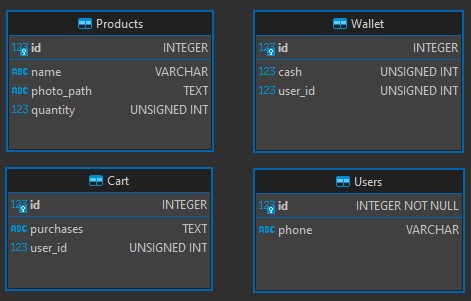 Products
123 id INTEGER
ABC name VARCHAR
ABC photo_path TEXT
123 quantity UNSIGNED INT
Wallet
123 id INTEGER
123 cash UNSIGNED INT
123 user_id UNSIGNED INT
Cart
123 id INTEGER
ABC purchases TEXT
123 user_id UNSIGNED INT
Users
123 id INTEGER NOT NULL
ABC phone VARCHAR